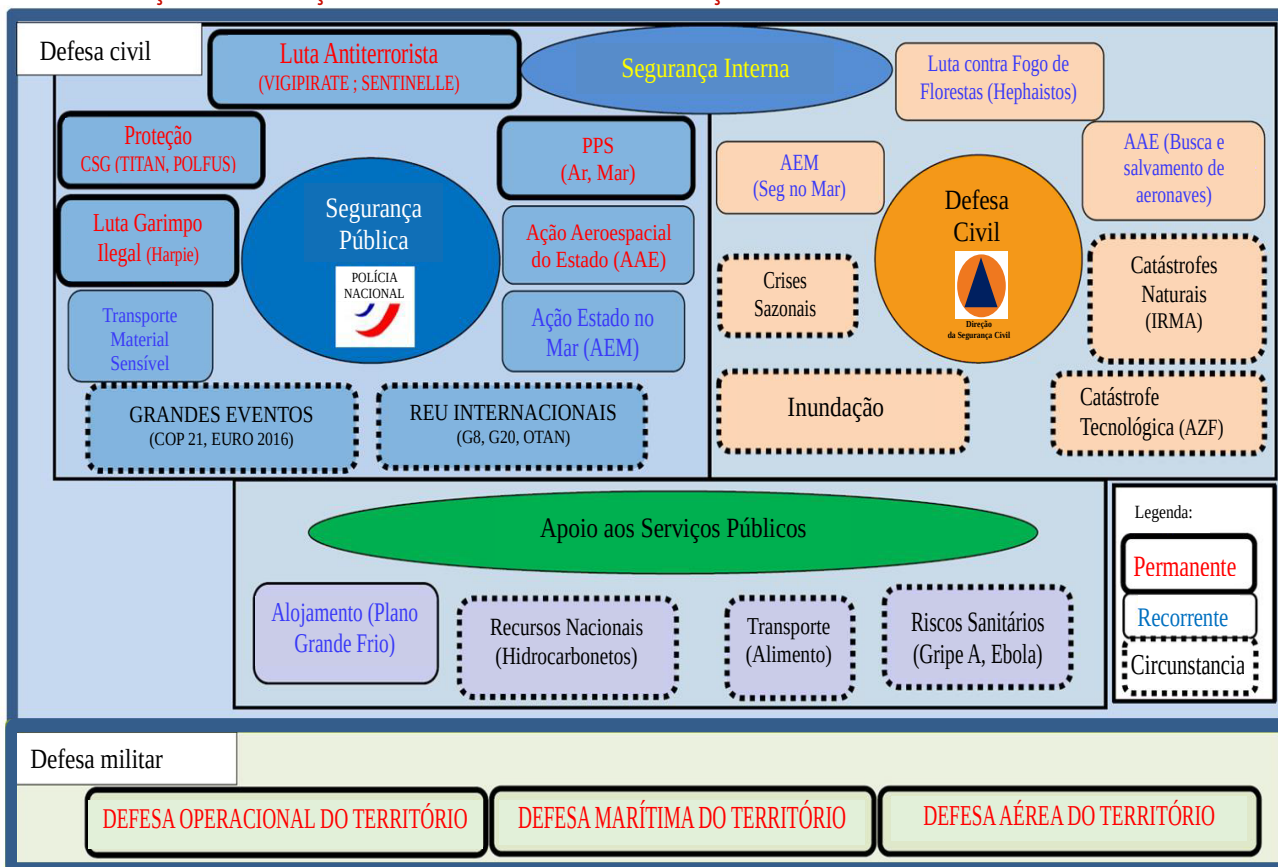 Defesa civil
Luta Antiterrorista
(VIGIPIRATE ; SENTINELLE)
Segurança Interna
Luta contra Fogo de
Florestas (Hephaistos)
Proteção
CSG (TITAN, POLFUS)
PPS
(Ar, Mar)
AEM
(Seg no Mar)
AAE (Busca e
salvamento de
aeronaves)
Segurança
Pública
POLÍCIA
NACIONAL
Defesa
Civil
Direção
da Segurança Civil
Luta Garimpo
Ilegal (Harpie)
Ação Aeroespacial
do Estado (AAE)
Crises
Sazonais
Catástrofes
Naturais
(IRMA)
Transporte
Material
Sensível
Ação Estado no
Mar (AEM)
GRANDES EVENTOS
(COP 21, EURO 2016)
REU INTERNACIONAIS
(G8, G20, OTAN)
Inundação
Catástrofe
Tecnológica (AZF)
Apoio aos Serviços Públicos
Alojamento (Plano
Grande Frio)
Recursos Nacionais
(Hidrocarbonetos)
Transporte
(Alimento)
Riscos Sanitários
(Gripe A, Ebola)
Legenda:
Permanente
Recorrente
Circunstancia
Defesa militar
DEFESA OPERACIONAL DO TERRITÓRIO
DEFESA MARÍTIMA DO TERRITÓRIO
DEFESA AÉREA DO TERRITÓRIO